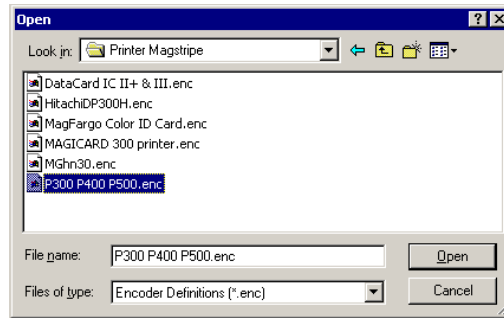 Open
Look in: Printer Magstripe
DataCard IC II+ & III.enc
HitachiDP300H.enc
MagFargo Color ID Card.enc
MAGICARD 300 printer.enc
MGhn30.enc
P300 P400 P500.enc
File name: P300 P400 P500.enc Open
Files of type: Encoder Definitions (*.enc) Cancel